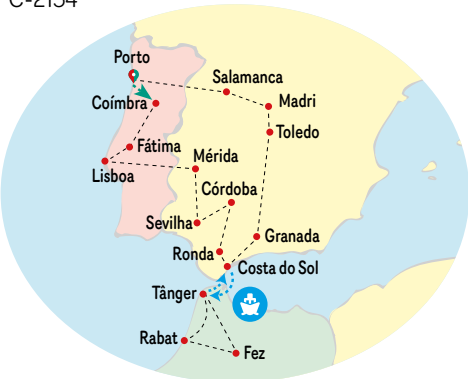 C-2154
Porto
Salamanca
Coímbra
Madri
Toledo
Fátima
Mérida
Lisboa
Córdoba
Sevilha
Granada
Ronda
Costa do Sol
Tânger
Rabat
Fez